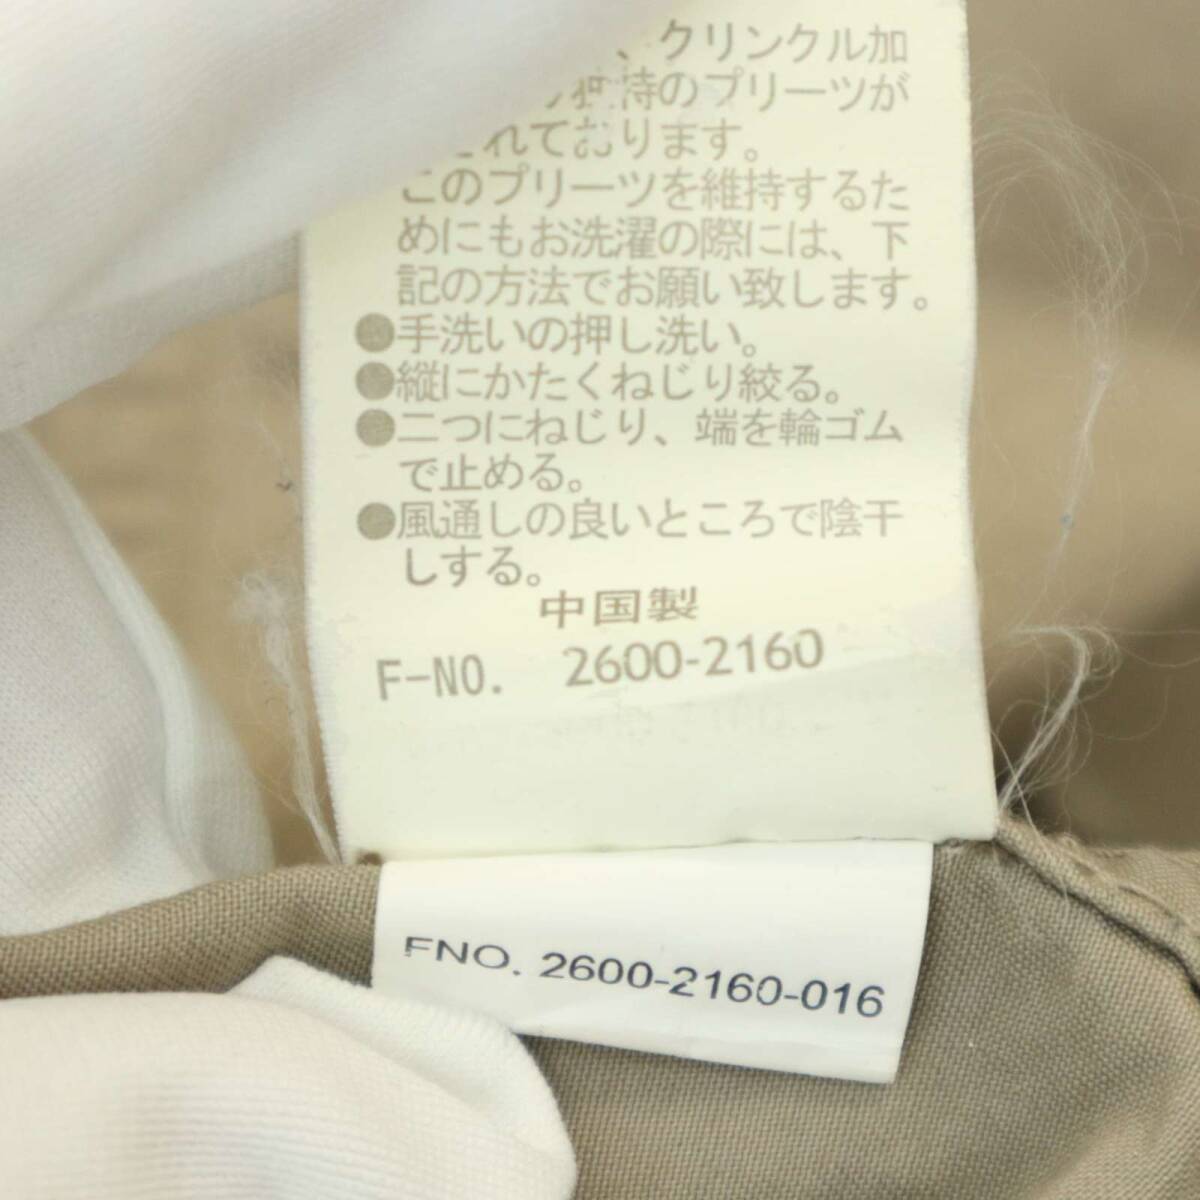 、クリンクル加
独特のプリーツが
されております。
このプリーツを維持するた
めにもお洗濯の際には、下
記の方法でお願い致します。
●手洗いの押し洗い。
●縦にかたくねじり絞る。
●二つにねじり、端を輪ゴム
で止める。
●風通しの良いところで陰干
しする。
中国製
F-NO. 2600-2160
FNO. 2600-2160-016